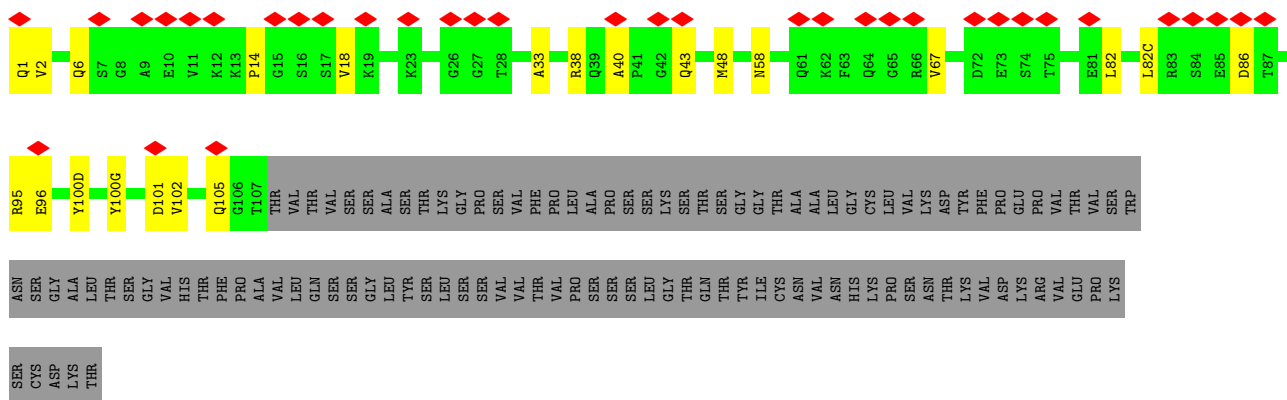 Q1 V2 Q6 S7 G8 A9 E10 V11 K12 K13 P14 G15 S16 S17 V18 K19 K23 G26 G27 T28 A33 R38 Q39 A40 P41 G42 Q43 M48 N58 Q61 K62 F63 Q64 G65 R66 V67 D72 E73 S74 T75 E81 L82 L82C R83 S84 E85 D86 T87
R95 E96 Y100D Y100G D101 V102 Q105 G106 T107 THR VAL THR VAL SER SER ALA SER THR LYS GLY PRO SER VAL PHE PRO LEU ALA PRO SER SER LYS SER THR SER GLY GLY THR ALA ALA LEU GLY CYS LEU VAL LYS ASP TYR PHE PRO GLU PRO VAL THR VAL SER TRP
ASN SER GLY ALA LEU THR SER GLY VAL HIS THR PHE PRO ALA VAL LEU GLN SER SER GLY LEU TYR SER LEU SER SER VAL VAL THR VAL PRO SER SER SER LEU GLY THR GLN THR TYR ILE CYS ASN VAL ASN HIS LYS PRO SER ASN THR LYS VAL ASP LYS ARG VAL GLU PRO LYS
SER CYS ASP LYS THR